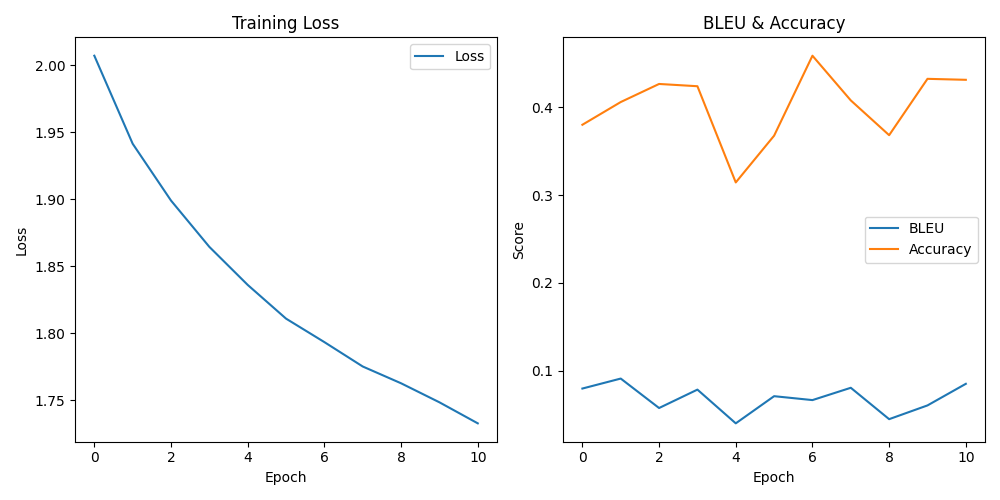 Training Loss
Loss
2.00
1.95
1.90
1.85
1.80
1.75
Loss
0 2 4 6 8 10
Epoch
BLEU & Accuracy
0.4
0.3
0.2
0.1
Score
BLEU
Accuracy
0 2 4 6 8 10
Epoch